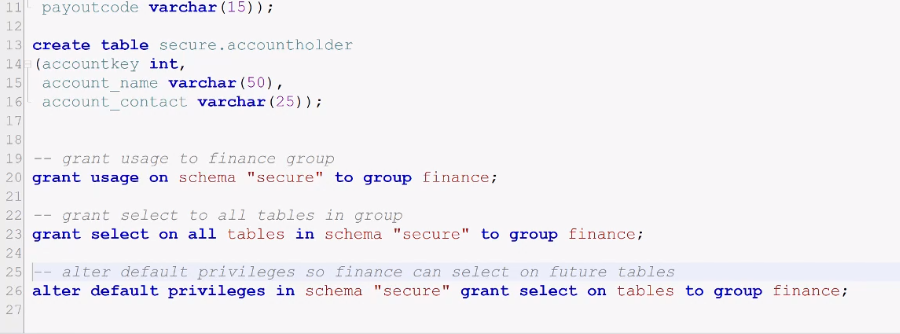 11 payoutcode varchar(15));
12
13 create table secure.accountholder
14 (accountkey int,
15 account_name varchar(50),
16 account_contact varchar(25));
17
18
19 -- grant usage to finance group
20 grant usage on schema "secure" to group finance;
21
22 -- grant select to all tables in group
23 grant select on all tables in schema "secure" to group finance;
24
25 -- alter default privileges so finance can select on future tables
26 alter default privileges in schema "secure" grant select on tables to group finance;
27